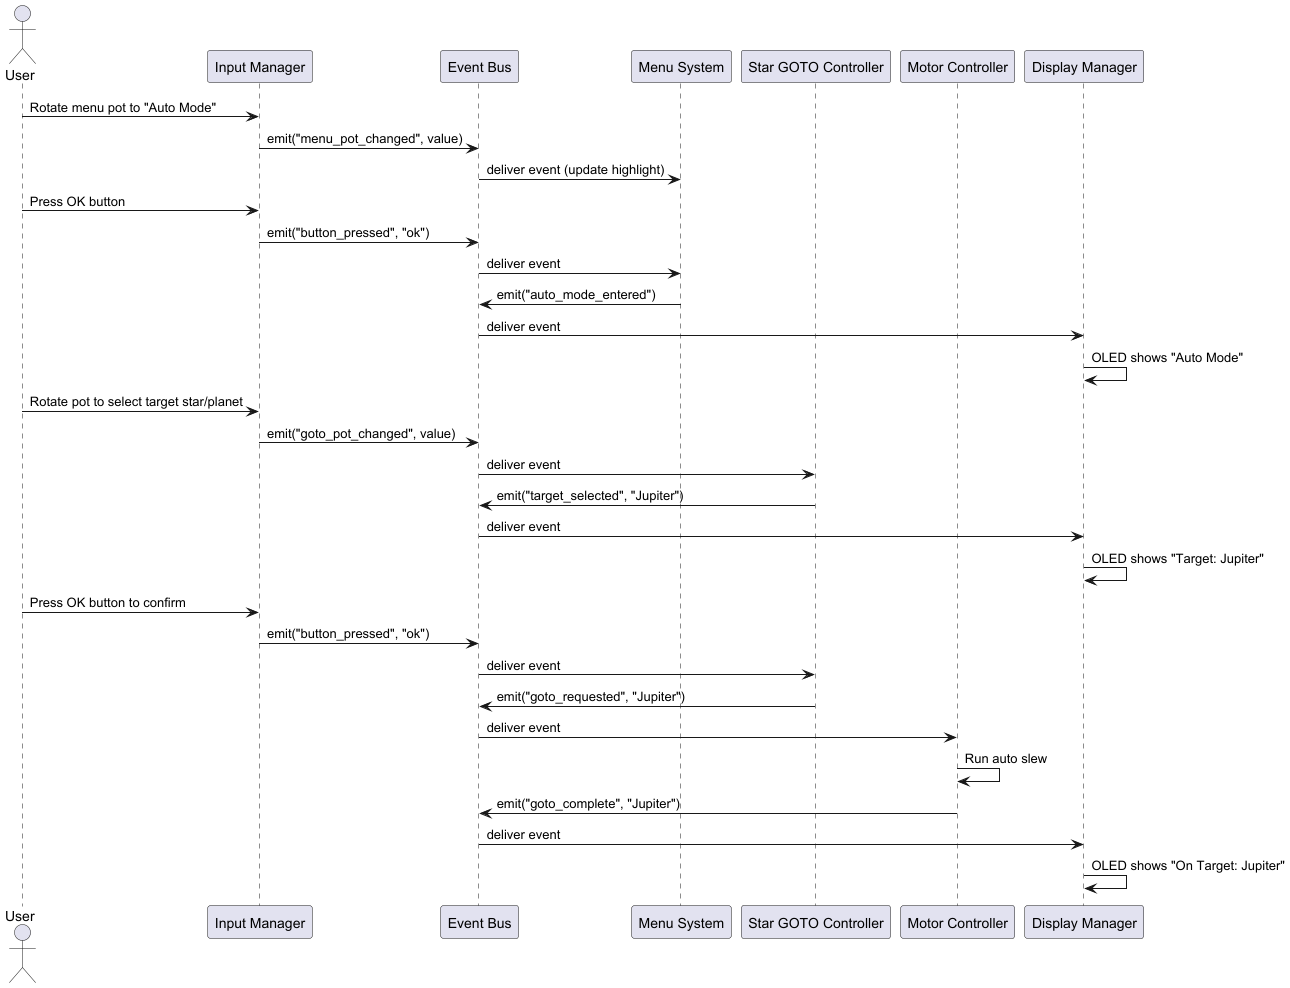 User
Input Manager
Event Bus
Menu System
Star GOTO Controller
Motor Controller
Display Manager
Rotate menu pot to "Auto Mode"
emit("menu_pot_changed", value)
deliver event (update highlight)
Press OK button
emit("button_pressed", "ok")
deliver event
emit("auto_mode_entered")
deliver event
OLED shows "Auto Mode"
Rotate pot to select target star/planet
emit("goto_pot_changed", value)
deliver event
emit("target_selected", "Jupiter")
deliver event
OLED shows "Target: Jupiter"
Press OK button to confirm
emit("button_pressed", "ok")
deliver event
emit("goto_requested", "Jupiter")
deliver event
Run auto slew
emit("goto_complete", "Jupiter")
deliver event
OLED shows "On Target: Jupiter"
User
Input Manager
Event Bus
Menu System
Star GOTO Controller
Motor Controller
Display Manager